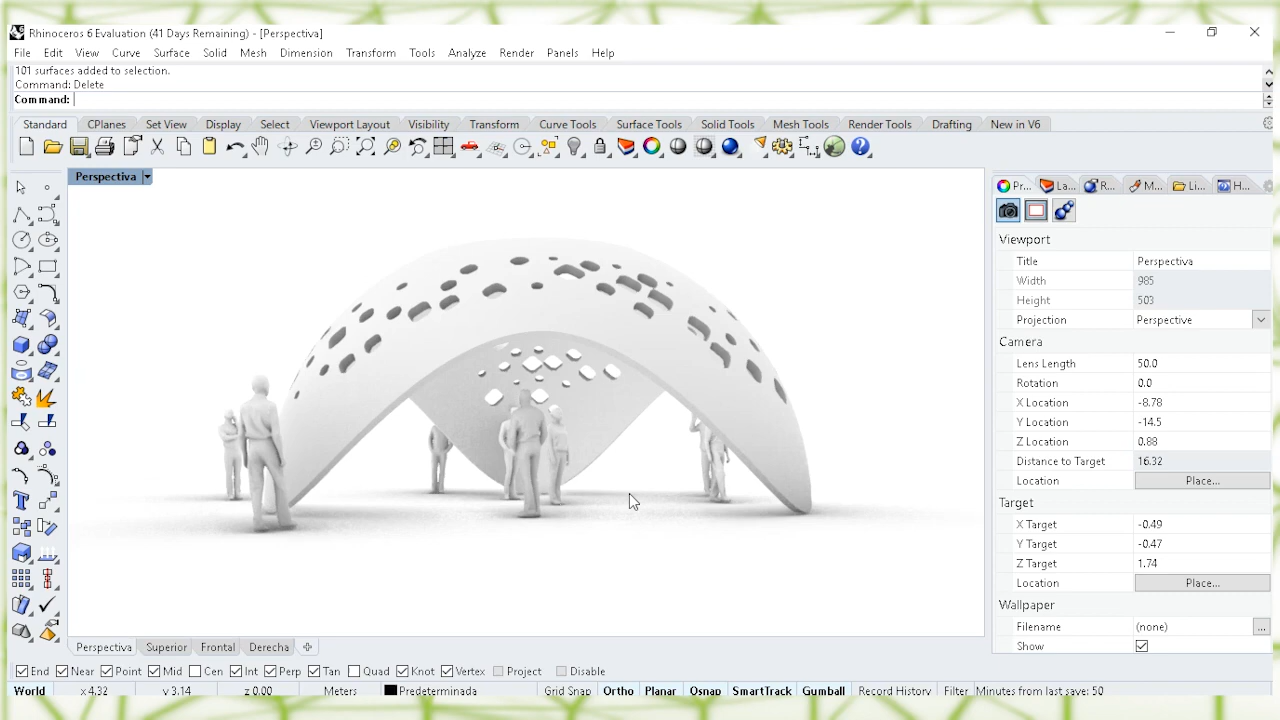 Rhinoceros 6 Evaluation (41 Days Remaining) - [Perspectiva]
File Edit View Curve Surface Solid Mesh Dimension Transform Tools Analyze Render Panels Help
101 surfaces added to selection.
Command: Delete
Command:
Standard CPlanes Set View Display Select Viewport Layout Visibility Transform Curve Tools Surface Tools Solid Tools Mesh Tools Render Tools Drafting New in V6
Perspectiva
Pr... La... R... M... Li... H...
Viewport
Title Perspectiva
Width 985
Height 503
Projection Perspective
Camera
Lens Length 50.0
Rotation 0.0
X Location -8.78
Y Location -14.5
Z Location 0.88
Distance to Target 16.32
Location Place...
Target
X Target -0.49
Y Target -0.47
Z Target 1.74
Location Place...
Wallpaper
Filename (none) ...
Show
Perspectiva Superior Frontal Derecha
End Near Point Mid Cen Int Perp Tan Quad Knot Vertex Project Disable
World x 4.32 y 3.14 z 0.00 Meters Predeterminada Grid Snap Ortho Planar Osnap SmartTrack Gumball Record History Filter Minutes from last save: 50